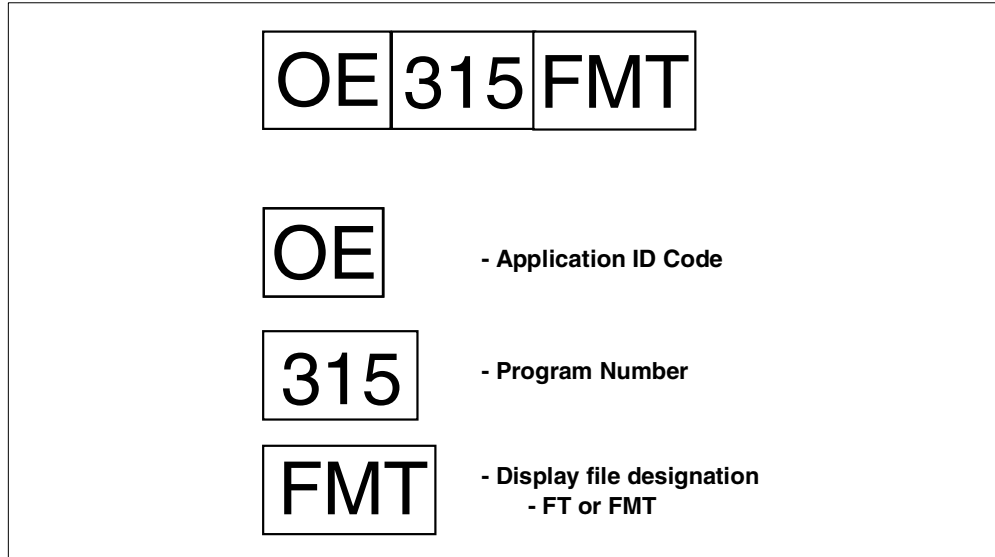 OE 315 FMT
OE
- Application ID Code
315
- Program Number
FMT
- Display file designation
- FT or FMT